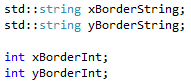 std::string xBorderString;
std::string yBorderString;

int xBorderInt;
int yBorderInt;